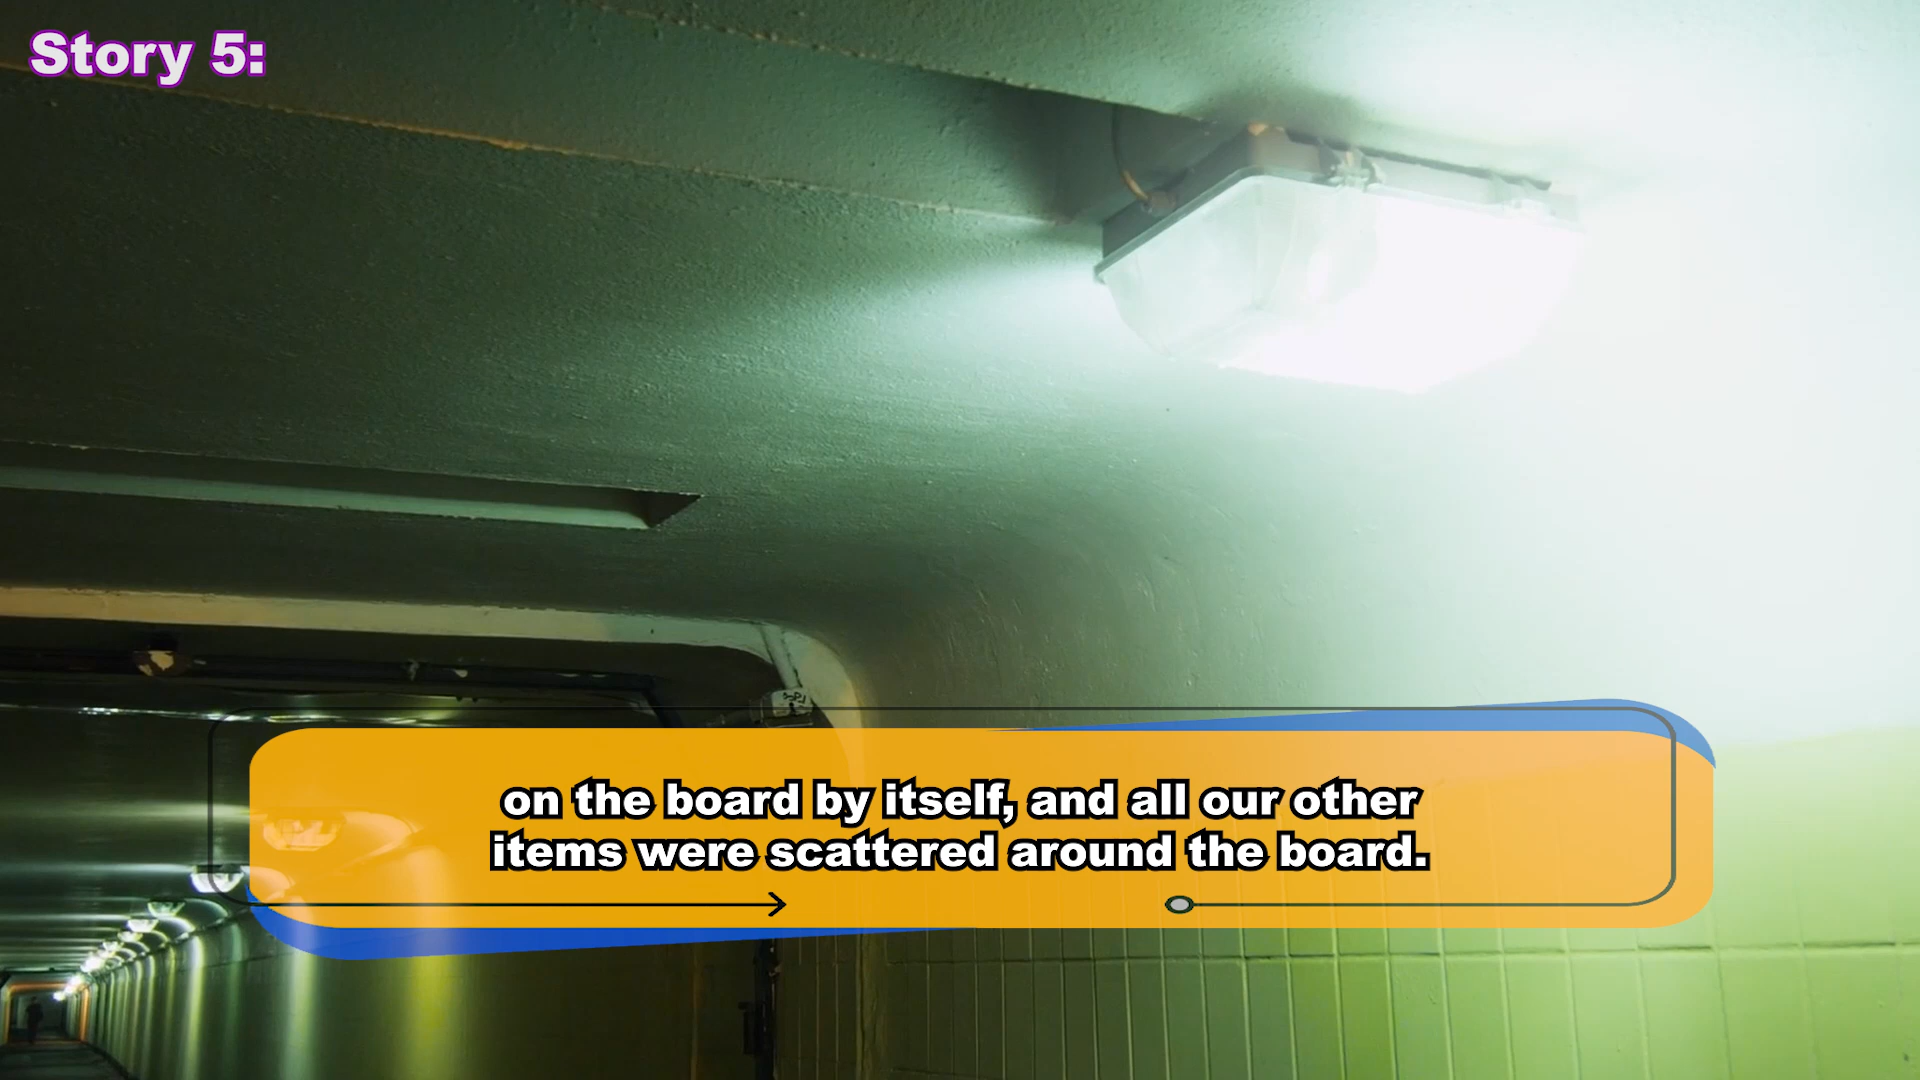 Story 5:
on the board by itself, and all our other
items were scattered around the board.